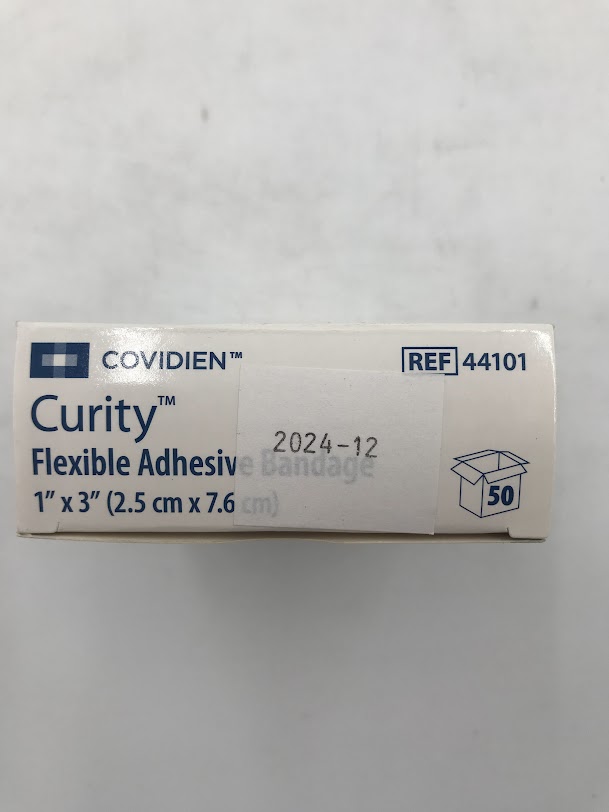 COVIDIEN™
REF 44101
Curity™
Flexible Adhesive Bandage
2024-12
1” x 3” (2.5 cm x 7.6 cm)
50